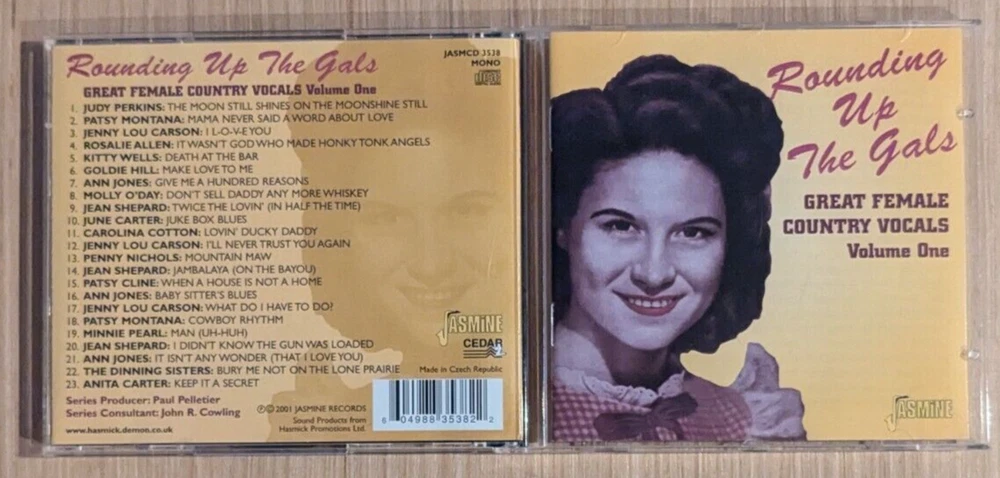 Rounding Up The Gals
GREAT FEMALE COUNTRY VOCALS Volume One
JASMCD 3538
MONO
1. JUDY PERKINS: THE MOON STILL SHINES ON THE MOONSHINE STILL
2. PATSY MONTANA: MAMA NEVER SAID A WORD ABOUT LOVE
3. JENNY LOU CARSON: I L-O-V-E YOU
4. ROSALIE ALLEN: IT WASN'T GOD WHO MADE HONKY TONK ANGELS
5. KITTY WELLS: DEATH AT THE BAR
6. GOLDIE HILL: MAKE LOVE TO ME
7. ANN JONES: GIVE ME A HUNDRED REASONS
8. MOLLY O'DAY: DON'T SELL DADDY ANY MORE WHISKEY
9. JEAN SHEPARD: TWICE THE LOVIN' (IN HALF THE TIME)
10. JUNE CARTER: JUKE BOX BLUES
11. CAROLINA COTTON: LOVIN' DUCKY DADDY
12. JENNY LOU CARSON: I'LL NEVER TRUST YOU AGAIN
13. PENNY NICHOLS: MOUNTAIN MAW
14. JEAN SHEPARD: JAMBALAYA (ON THE BAYOU)
15. PATSY CLINE: WHEN A HOUSE IS NOT A HOME
16. ANN JONES: BABY SITTER'S BLUES
17. JENNY LOU CARSON: WHAT DO I HAVE TO DO?
18. PATSY MONTANA: COWBOY RHYTHM
19. MINNIE PEARL: MAN (UH-HUH)
20. JEAN SHEPARD: I DIDN'T KNOW THE GUN WAS LOADED
21. ANN JONES: IT ISN'T ANY WONDER (THAT I LOVE YOU)
22. THE DINNING SISTERS: BURY ME NOT ON THE LONE PRAIRIE
23. ANITA CARTER: KEEP IT A SECRET
JASMINE
CEDAR
2
Made in Czech Republic
Series Producer: Paul Pelletier
Series Consultant: John R. Cowling
www.hasmick.demon.co.uk
℗©2001 JASMINE RECORDS
Sound Products from
Hasmick Promotions Ltd.
6 04988 35382 2
Rounding
Up
The Gals
GREAT FEMALE
COUNTRY VOCALS
Volume One
JASMINE